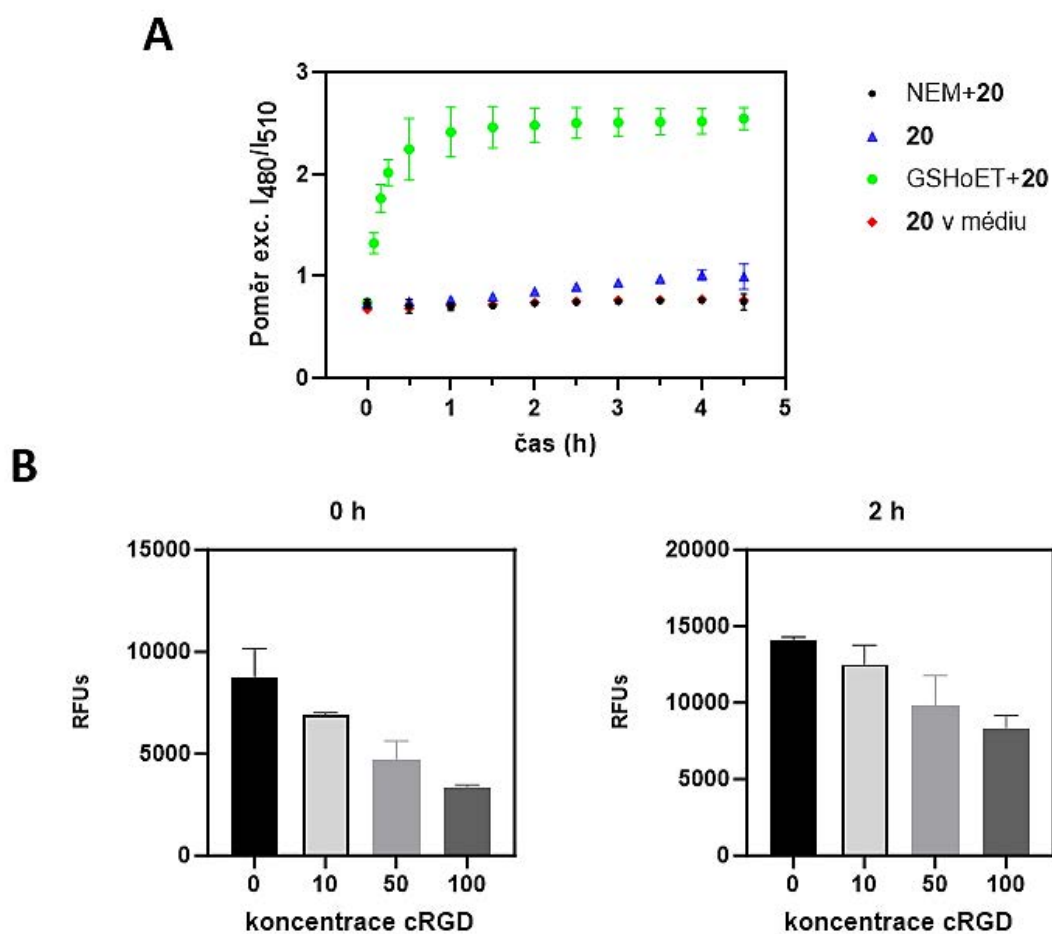 A
Poměr exc. I480/I510
3
2
1
0
0 1 2 3 4 5
čas (h)
NEM+20
20
GSHoET+20
20 v médiu
B
0 h
RFUs
15000
10000
5000
0
0 10 50 100
koncentrace cRGD
2 h
RFUs
20000
15000
10000
5000
0
0 10 50 100
koncentrace cRGD